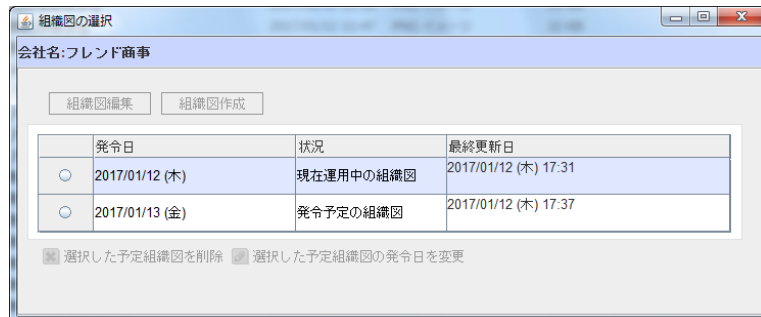 組織図の選択
会社名:フレンド商事
組織図編集 組織図作成
発令日 状況 最終更新日
2017/01/12 (木) 現在運用中の組織図 2017/01/12 (木) 17:31
2017/01/13 (金) 発令予定の組織図 2017/01/12 (木) 17:37
選択した予定組織図を削除 選択した予定組織図の発令日を変更